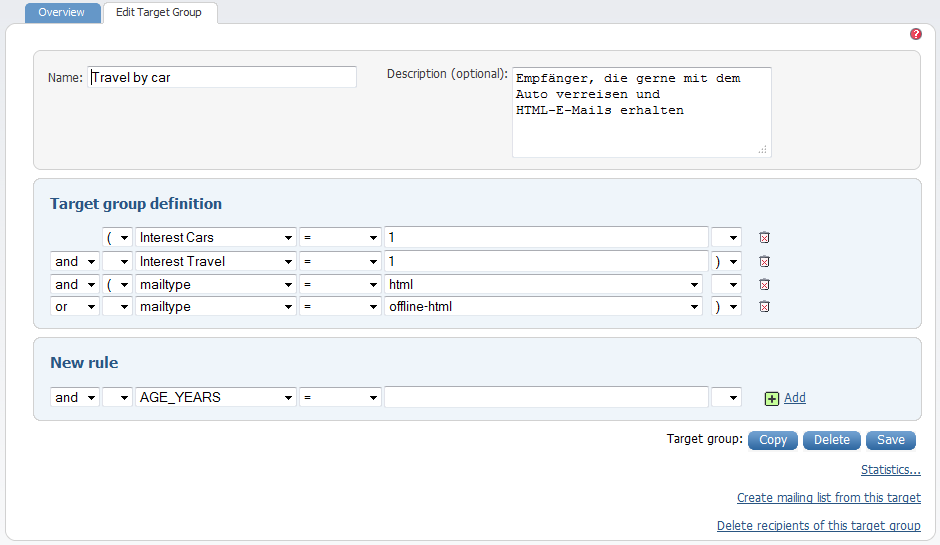 Overview Edit Target Group
?
Name: Travel by car Description (optional): Empfänger, die gerne mit dem
Auto verreisen und
HTML-E-Mails erhalten
Target group definition
( Interest Cars = 1
and Interest Travel = 1 )
and ( mailtype = html
or mailtype = offline-html )
New rule
and AGE_YEARS = Add
Target group: Copy Delete Save
Statistics...
Create mailing list from this target
Delete recipients of this target group